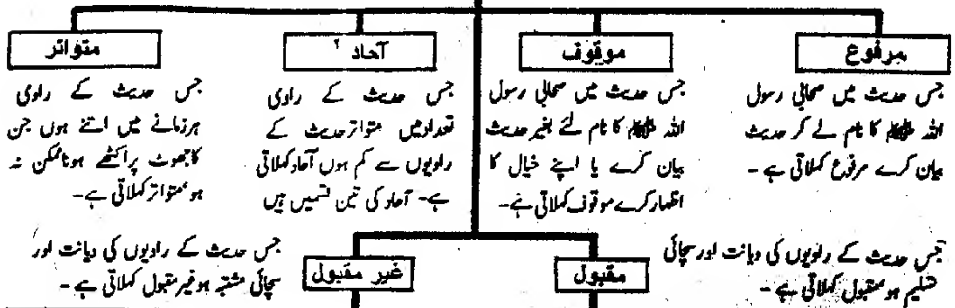 مرفوع
جس حدیث میں صحابی رسول
اللہ ﷺ کا نام لے کر حدیث
بیان کرے مرفوع کہلاتی ہے -
موقوف
جس حدیث میں صحابی رسول
اللہ ﷺ کا نام لئے بغیر حدیث
بیان کرے یا اپنے خیال کا
اظہار کرے موقوف کہلاتی ہے-
آحاد ۲
جس حدیث کے راوی
تعداد میں متواتر حدیث کے
راویوں سے کم ہوں آحاد کہلاتی
ہے- آحاد کی تین قسمیں ہیں
متواتر
جس حدیث کے راوی
ہر زمانے میں اتنے ہوں جن
کا جھوٹ پر اکٹھے ہونا ممکن نہ
ہو متواتر کہلاتی ہے-
مقبول
جس حدیث کے راویوں کی دیانت اور سچائی
تسلیم ہو مقبول کہلاتی ہے -
غیر مقبول
جس حدیث کے راویوں کی دیانت اور
سچائی مشتبہ ہو غیر مقبول کہلاتی ہے -